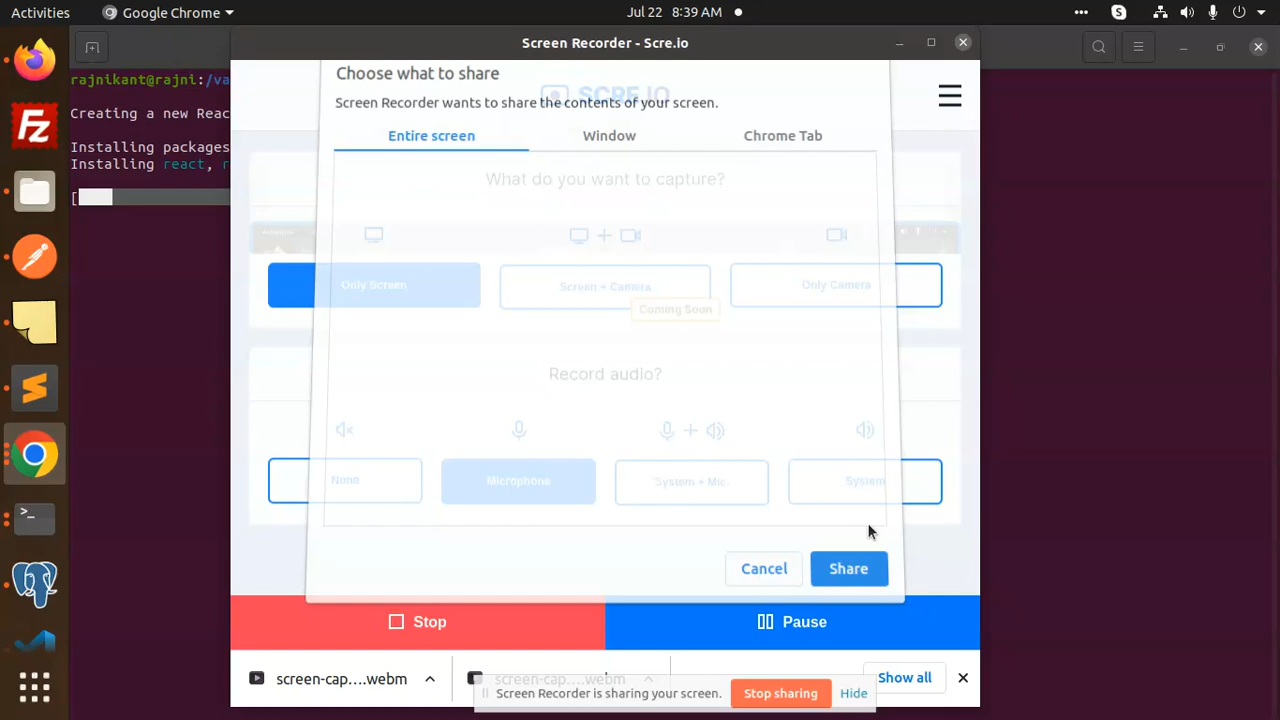 Activities
Google Chrome
Jul 22 8:39 AM
Screen Recorder - Scre.io
rajnikant@rajni:/va
Creating a new Reac
Installing packages
Installing react, r
[
Choose what to share
SCRE.IO
Screen Recorder wants to share the contents of your screen.
Entire screen
Window
Chrome Tab
What do you want to capture?
Only Screen
Screen + Camera
Only Camera
Coming Soon
Record audio?
None
Microphone
System + Mic.
System
Cancel
Share
Stop
Pause
screen-cap....webm
screen-cap....webm
Show all
Screen Recorder is sharing your screen.
Stop sharing
Hide